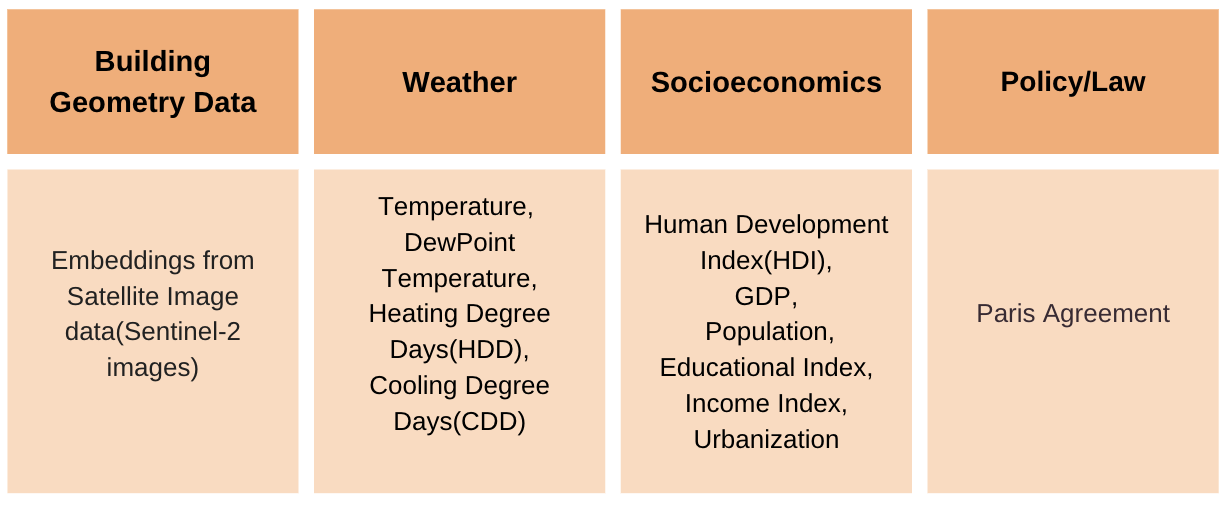 Building
Geometry Data
Weather
Socioeconomics
Policy/Law
Embeddings from
Satellite Image
data(Sentinel-2
images)
Temperature,
DewPoint
Temperature,
Heating Degree
Days(HDD),
Cooling Degree
Days(CDD)
Human Development
Index(HDI),
GDP,
Population,
Educational Index,
Income Index,
Urbanization
Paris Agreement